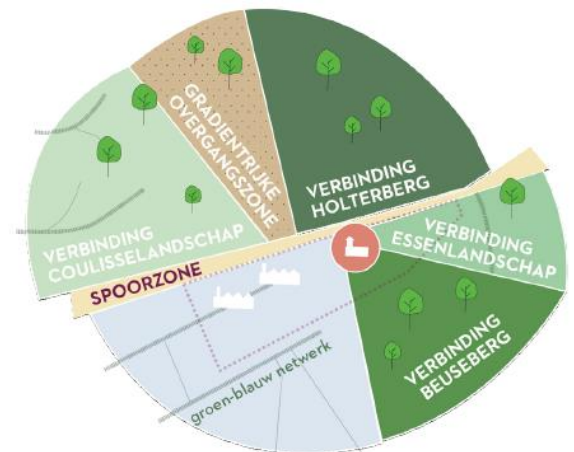 GRADIENTRIJKE
OVERGANGSZONE
VERBINDING
HOLTERBERG
VERBINDING
COULISSELANDSCHAP
VERBINDING
ESSENLANDSCHAP
SPOORZONE
VERBINDING
BEUSEBERG
groen-blauw netwerk